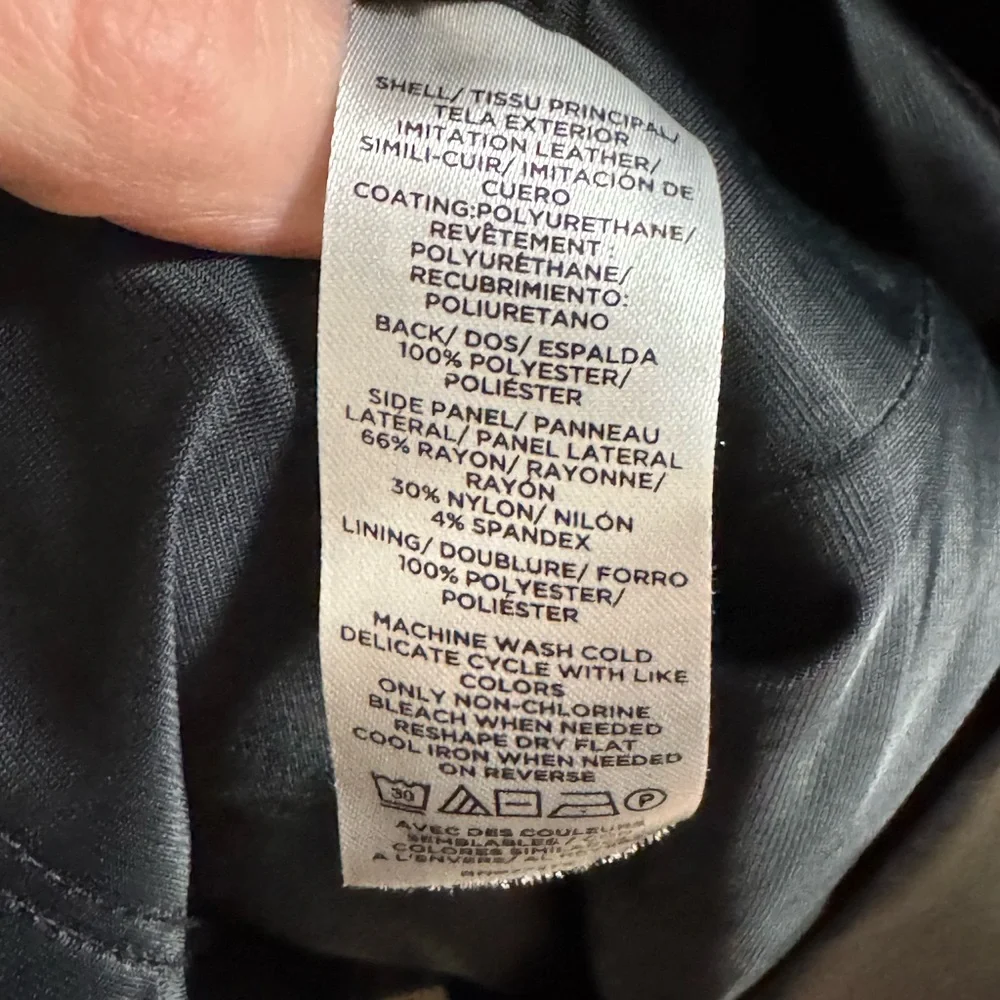 SHELL/ TISSU PRINCIPAL/
TELA EXTERIOR
IMITATION LEATHER/
SIMILI-CUIR/ IMITACIÓN DE
CUERO
COATING:POLYURETHANE/
REVÊTEMENT :
POLYURÉTHANE/
RECUBRIMIENTO:
POLIURETANO
BACK/ DOS/ ESPALDA
100% POLYESTER/
POLIÉSTER
SIDE PANEL/ PANNEAU
LATÉRAL/ PANEL LATERAL
66% RAYON/ RAYONNE/
RAYÓN
30% NYLON/ NILÓN
4% SPANDEX
LINING/ DOUBLURE/ FORRO
100% POLYESTER/
POLIÉSTER
MACHINE WASH COLD
DELICATE CYCLE WITH LIKE
COLORS
ONLY NON-CHLORINE
BLEACH WHEN NEEDED
RESHAPE DRY FLAT
COOL IRON WHEN NEEDED
ON REVERSE
30 P
AVEC DES COULEURS
SEMBLABLES /
COLORES
A L'ENVERS/ AL